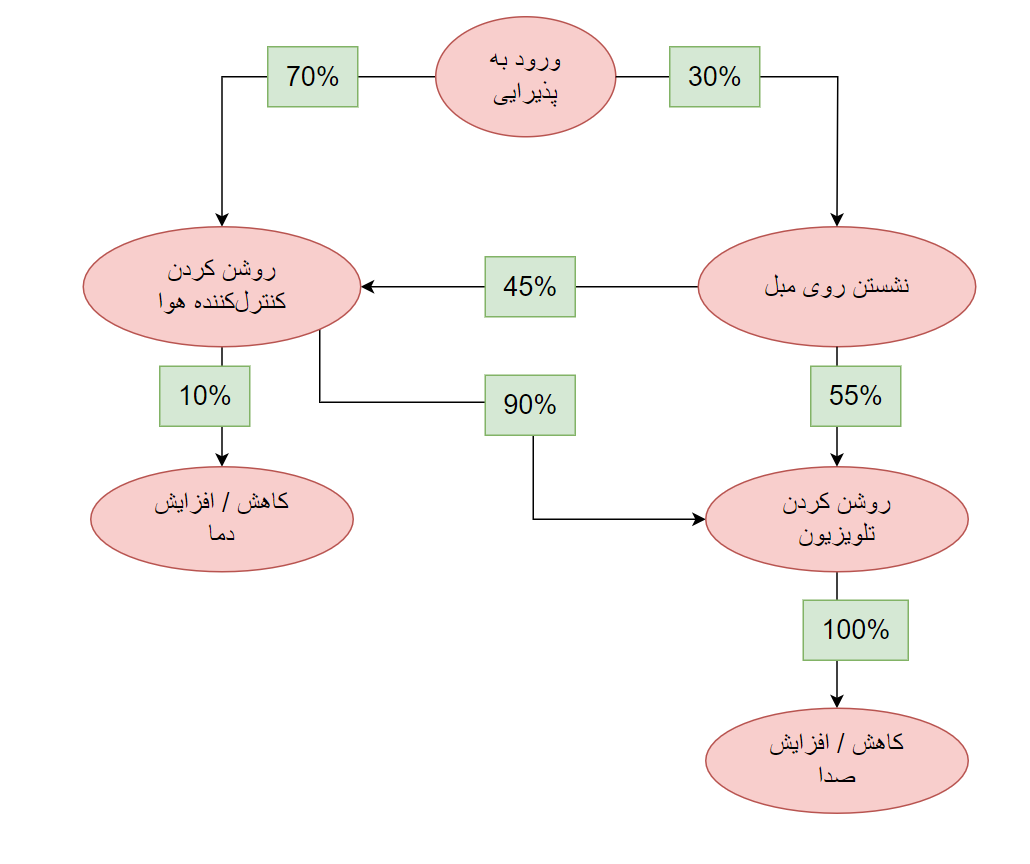 ورود به
پذیرایی
70%
30%
روشن کردن
کنترل‌کننده هوا
45%
نشستن روی مبل
10%
90%
55%
کاهش / افزایش
دما
روشن کردن
تلویزیون
100%
کاهش / افزایش
صدا